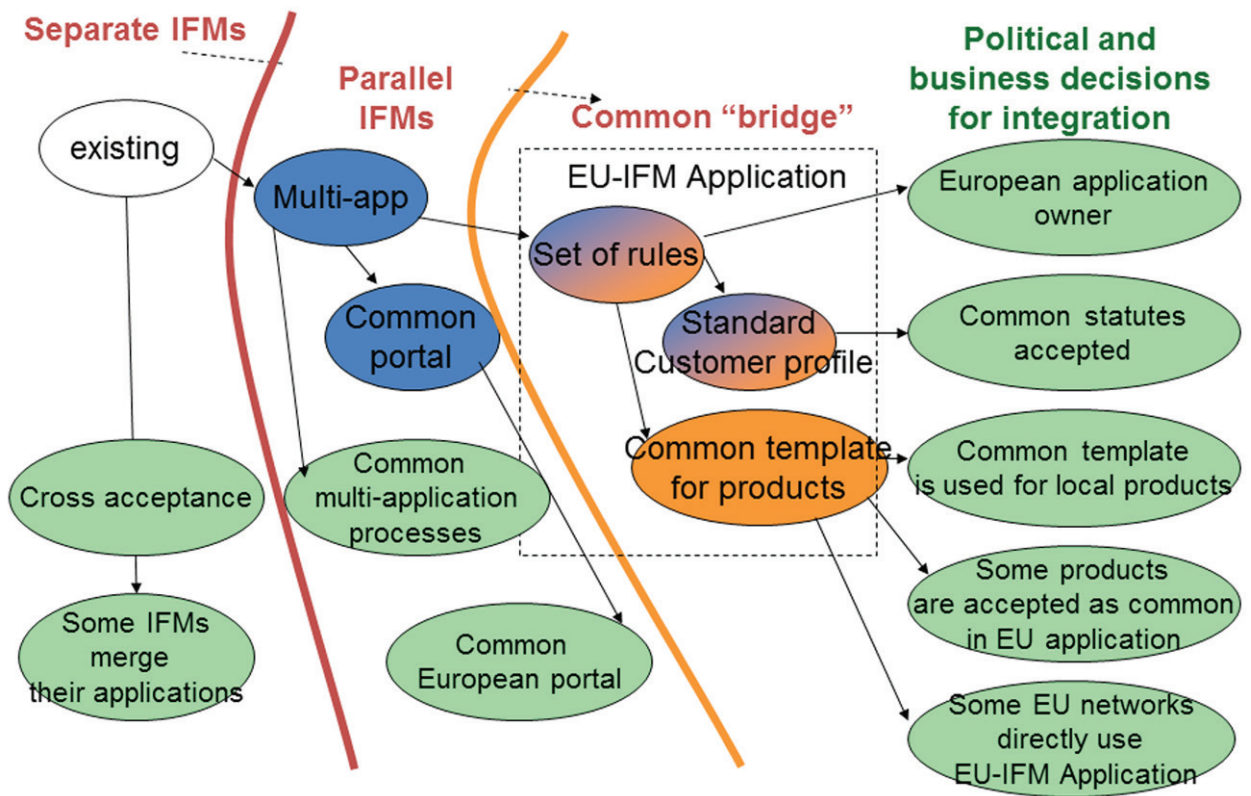 Separate IFMs
Parallel
IFMs
Common “bridge”
Political and
business decisions
for integration
existing
Multi-app
Common
portal
EU-IFM Application
Set of rules
Standard
Customer profile
Common template
for products
European application
owner
Common statutes
accepted
Common template
is used for local products
Some products
are accepted as common
in EU application
Some EU networks
directly use
EU-IFM Application
Cross acceptance
Some IFMs
merge
their applications
Common
multi-application
processes
Common
European portal